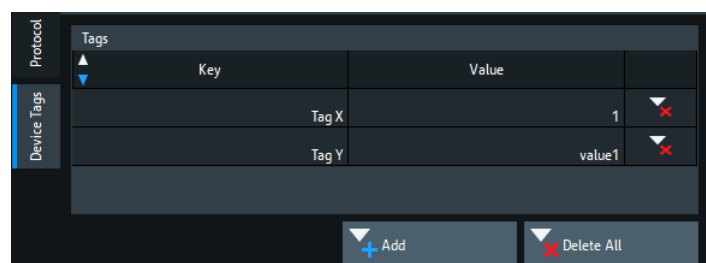 Protocol
Device Tags
Tags
Key Value
Tag X 1
Tag Y value1
Add Delete All